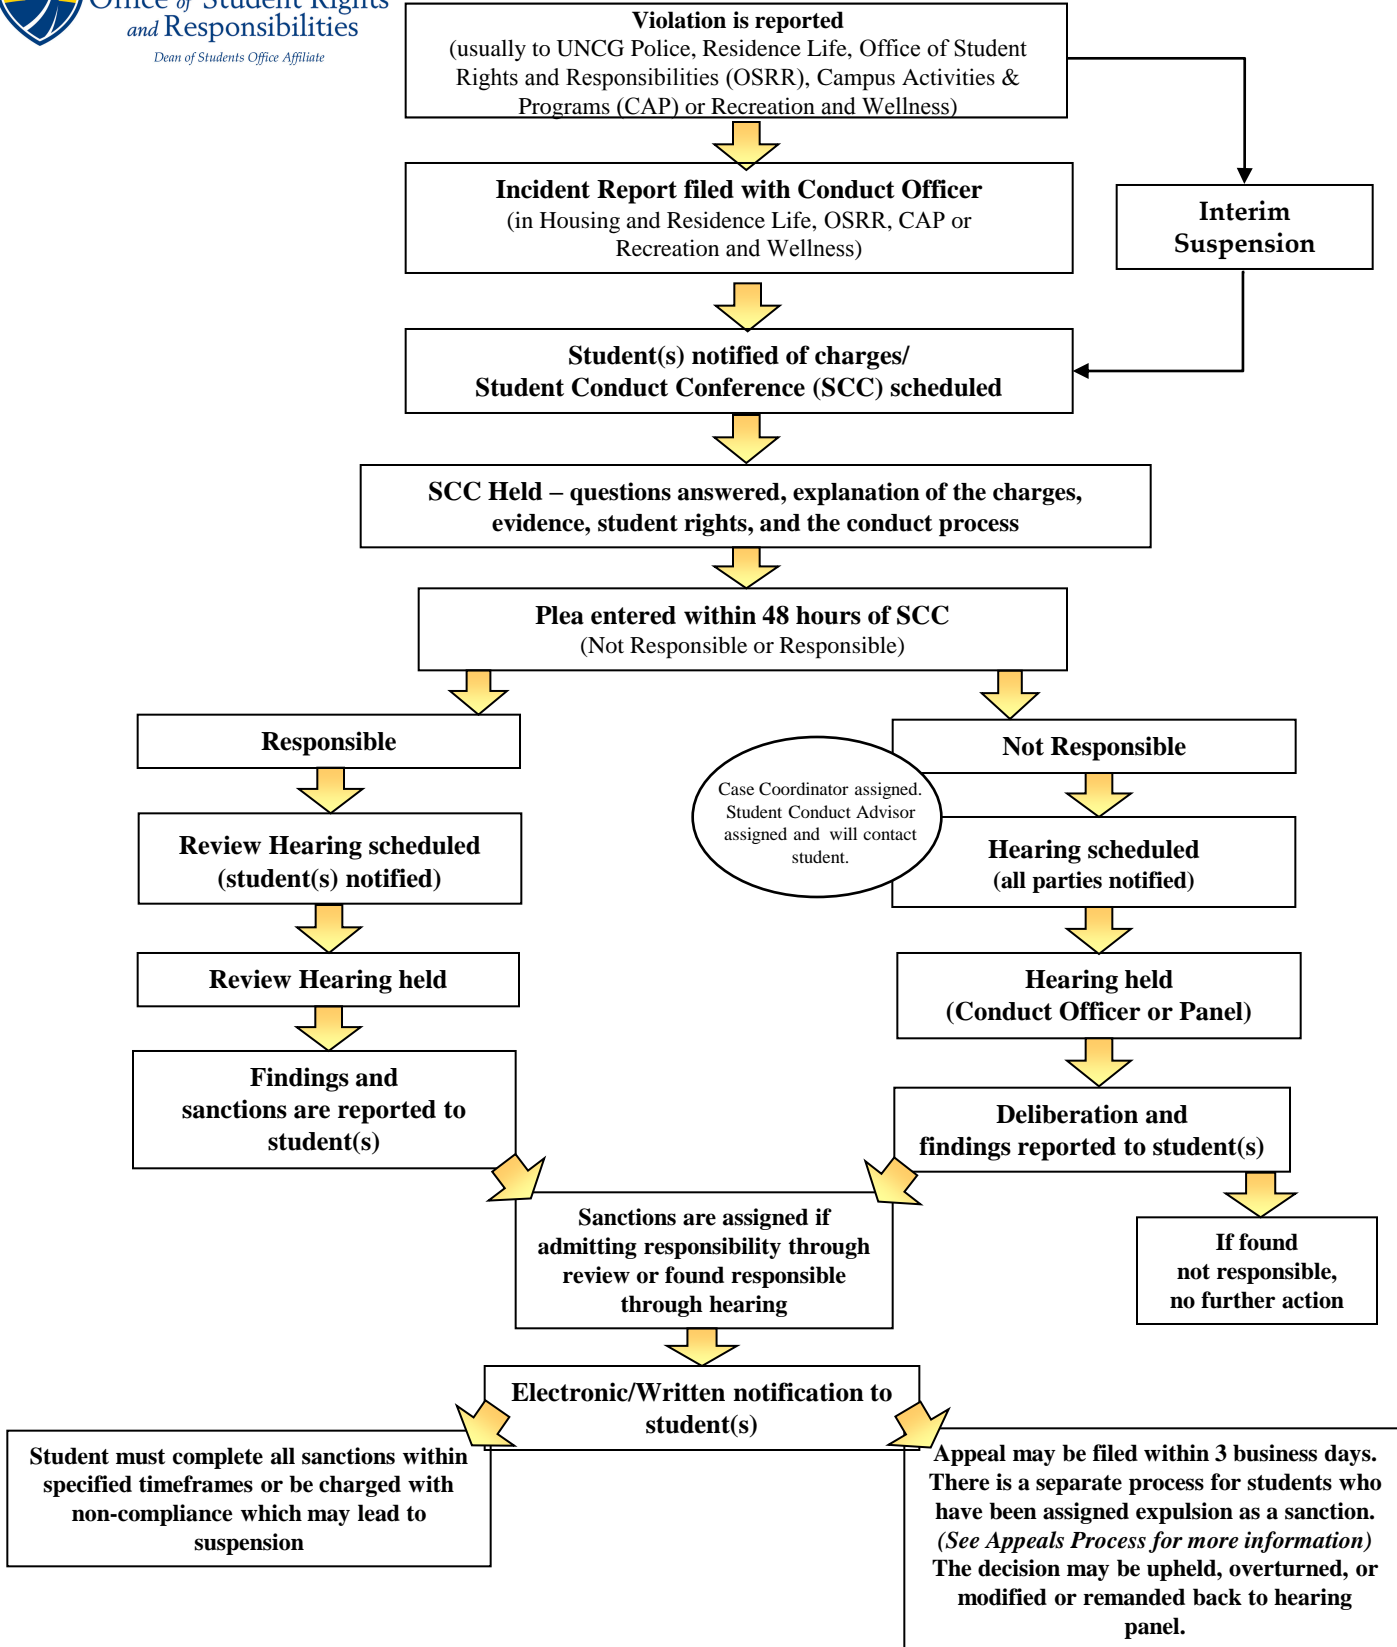 Office of Student Rights
and Responsibilities
Dean of Students Office Affiliate
Violation is reported
(usually to UNCG Police, Residence Life, Office of Student
Rights and Responsibilities (OSRR), Campus Activities &
Programs (CAP) or Recreation and Wellness)
Incident Report filed with Conduct Officer
(in Housing and Residence Life, OSRR, CAP or
Recreation and Wellness)
Interim
Suspension
Student(s) notified of charges/
Student Conduct Conference (SCC) scheduled
SCC Held – questions answered, explanation of the charges,
evidence, student rights, and the conduct process
Plea entered within 48 hours of SCC
(Not Responsible or Responsible)
Responsible
Review Hearing scheduled
(student(s) notified)
Review Hearing held
Findings and
sanctions are reported to
student(s)
Not Responsible
Case Coordinator assigned.
Student Conduct Advisor
assigned and will contact
student.
Hearing scheduled
(all parties notified)
Hearing held
(Conduct Officer or Panel)
Deliberation and
findings reported to student(s)
If found
not responsible,
no further action
Sanctions are assigned if
admitting responsibility through
review or found responsible
through hearing
Electronic/Written notification to
student(s)
Student must complete all sanctions within
specified timeframes or be charged with
non-compliance which may lead to
suspension
Appeal may be filed within 3 business days.
There is a separate process for students who
have been assigned expulsion as a sanction.
(See Appeals Process for more information)
The decision may be upheld, overturned, or
modified or remanded back to hearing
panel.